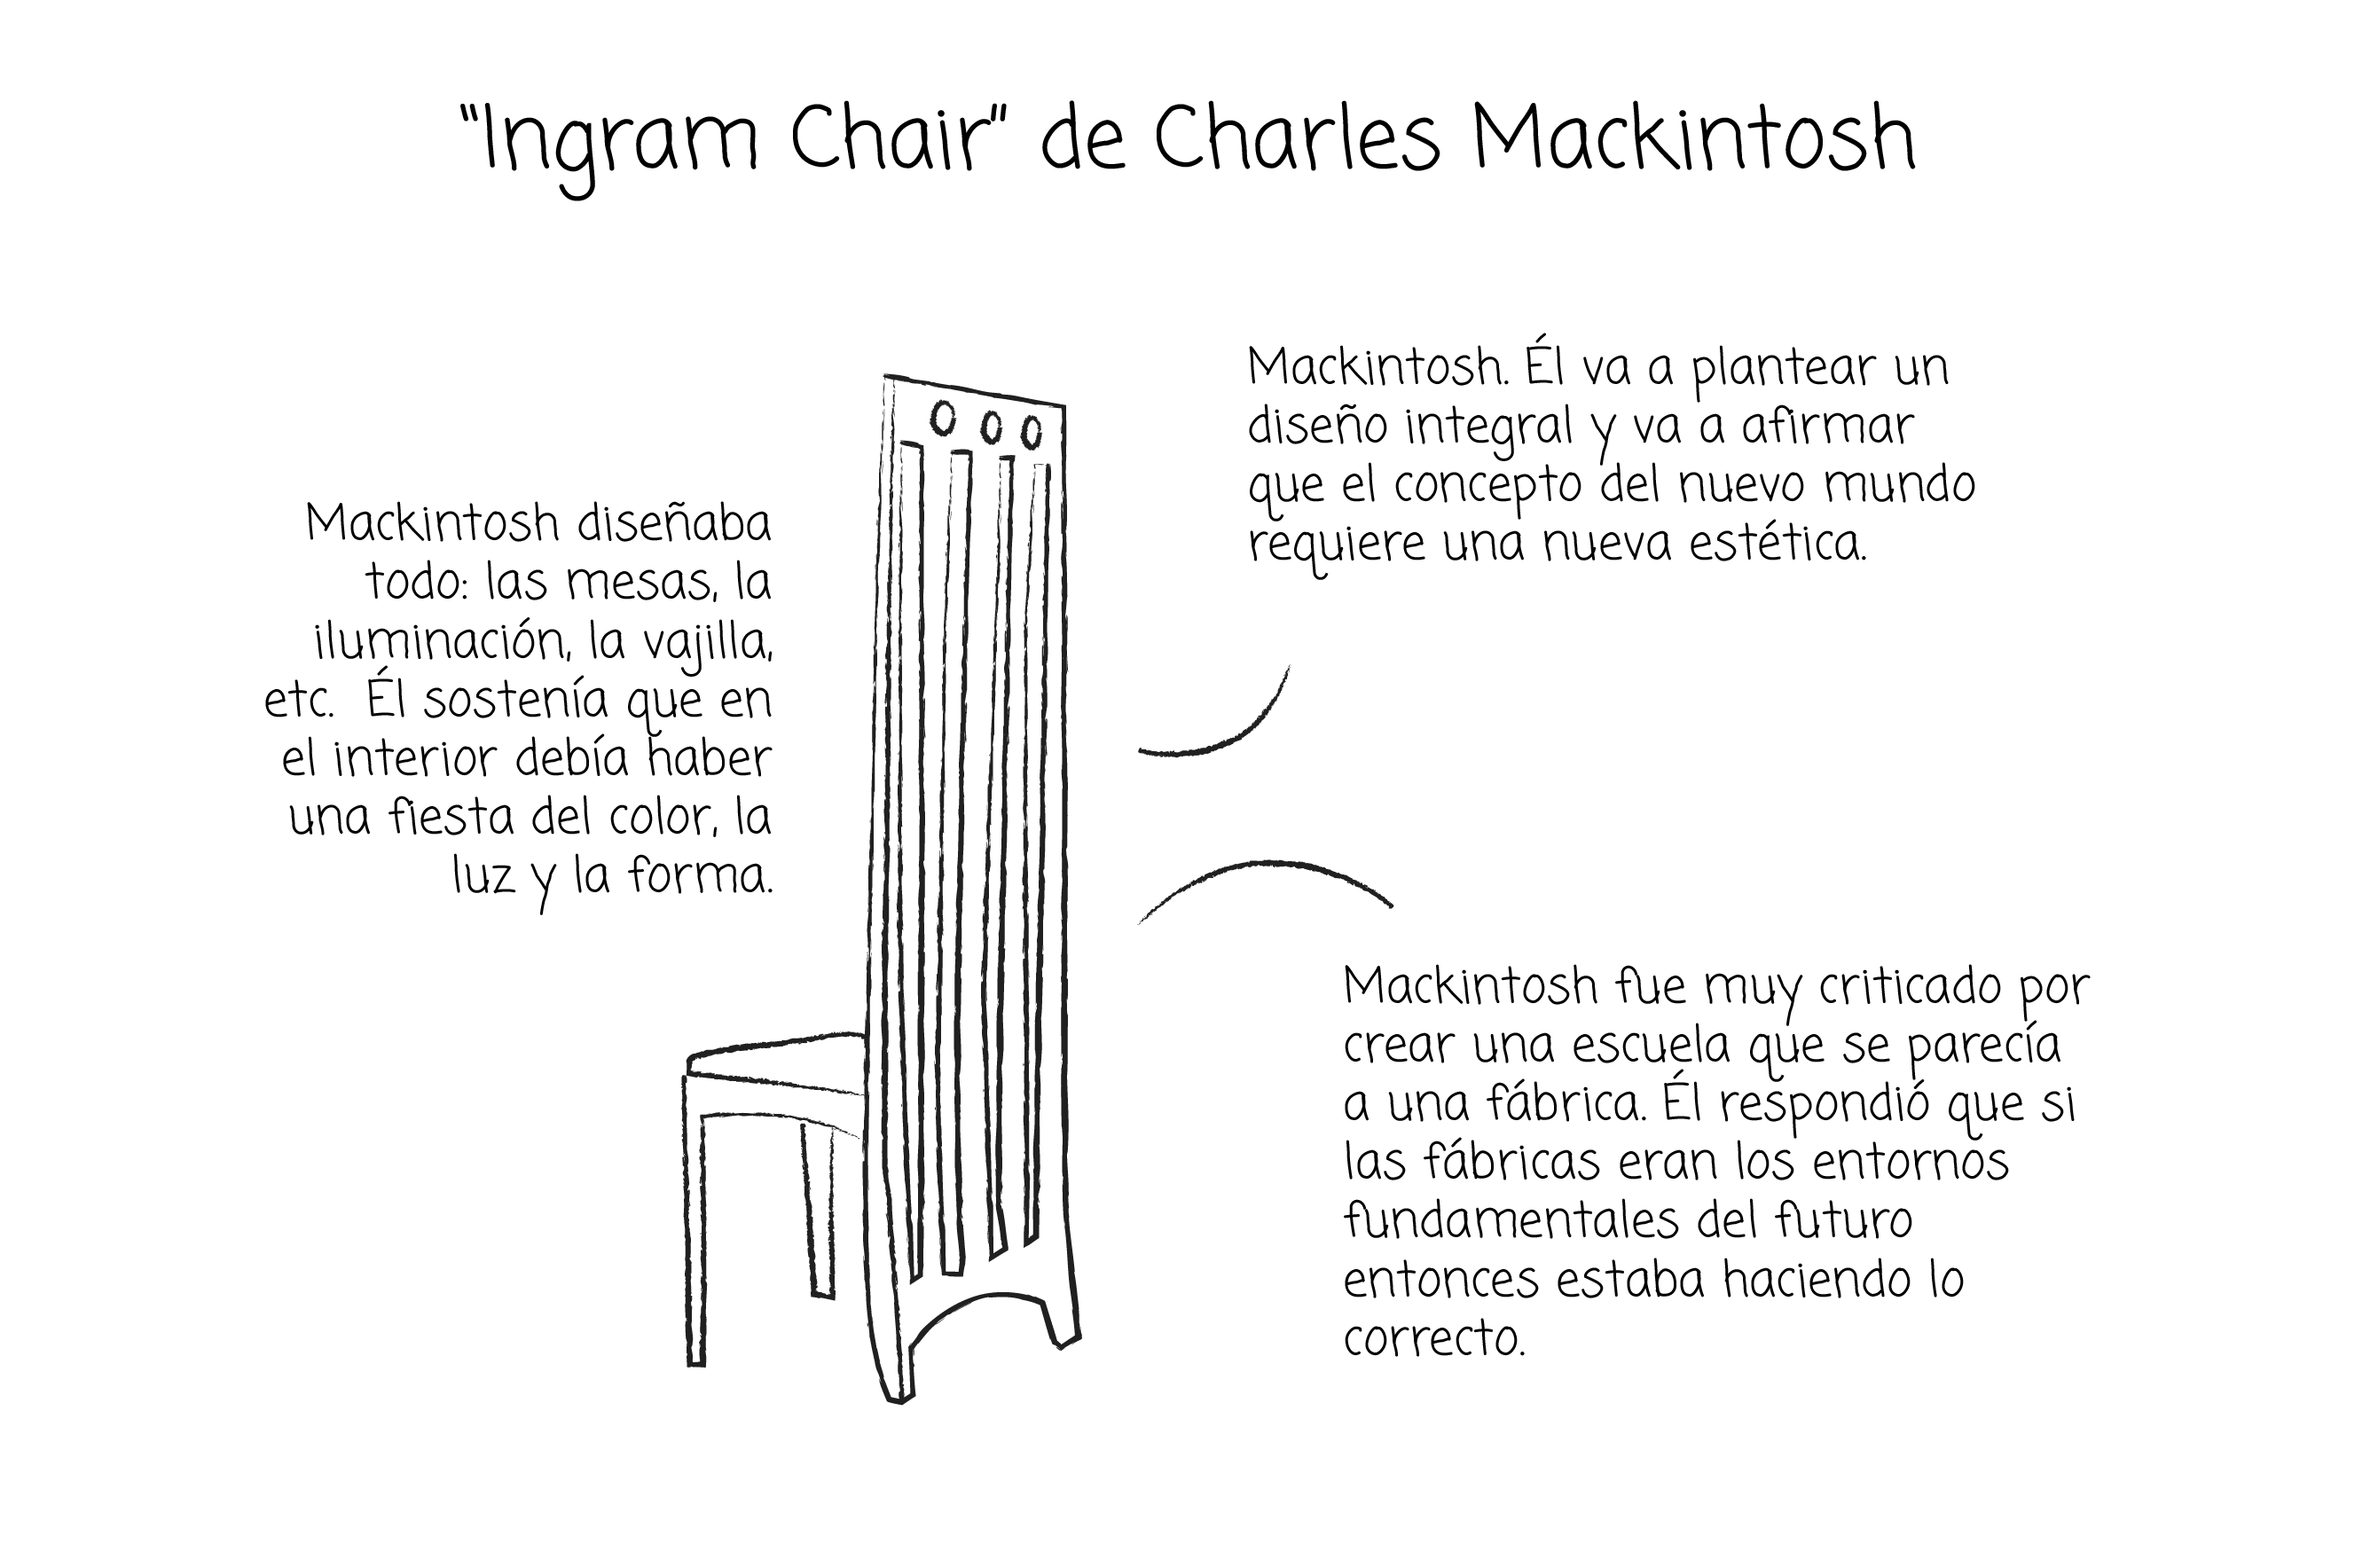 "Ingram Chair" de Charles Mackintosh
Mackintosh diseñaba
todo: las mesas, la
iluminación, la vajilla,
etc. Él sostenía que en
el interior debía haber
una fiesta del color, la
luz y la forma.
Mackintosh. Él va a plantear un
diseño integral y va a afirmar
que el concepto del nuevo mundo
requiere una nueva estética.
Mackintosh fue muy criticado por
crear una escuela que se parecía
a una fábrica. Él respondió que si
las fábricas eran los entornos
fundamentales del futuro
entonces estaba haciendo lo
correcto.